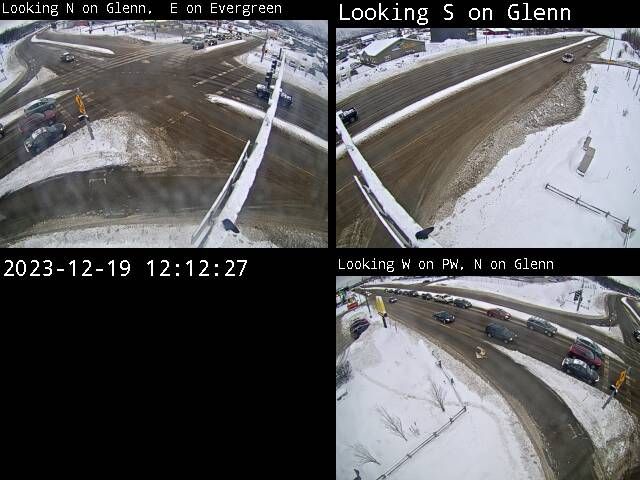 Looking N on Glenn,  E on Evergreen
Looking S on Glenn
2023-12-19 12:12:27
Looking W on PW, N on Glenn